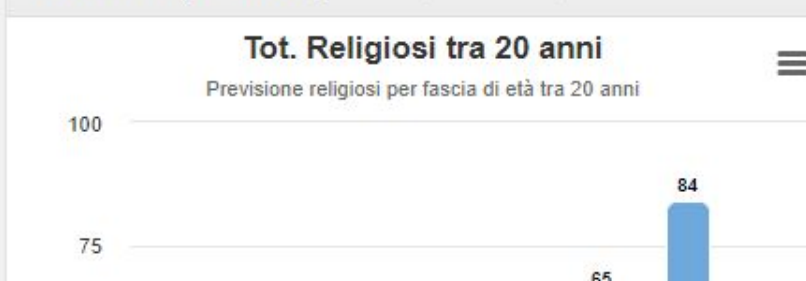 Tot. Religiosi tra 20 anni
Previsione religiosi per fascia di età tra 20 anni
100
84
75
65